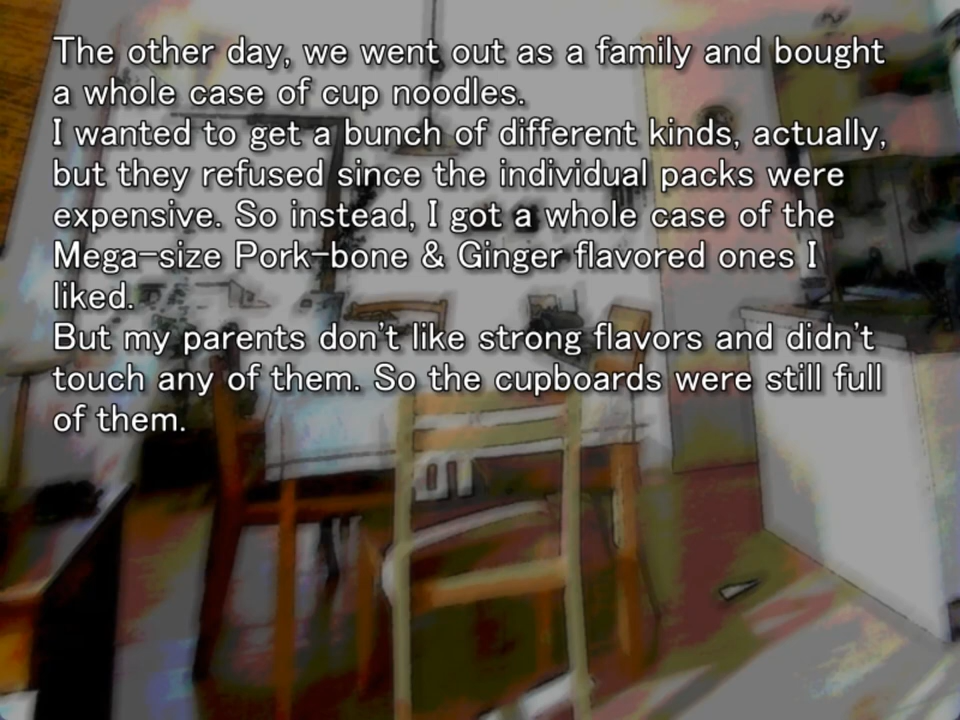 The other day, we went out as a family and bought
a whole case of cup noodles.
I wanted to get a bunch of different kinds, actually,
but they refused since the individual packs were
expensive. So instead, I got a whole case of the
Mega-size Pork-bone & Ginger flavored ones I
liked.
But my parents don't like strong flavors and didn't
touch any of them. So the cupboards were still full
of them.